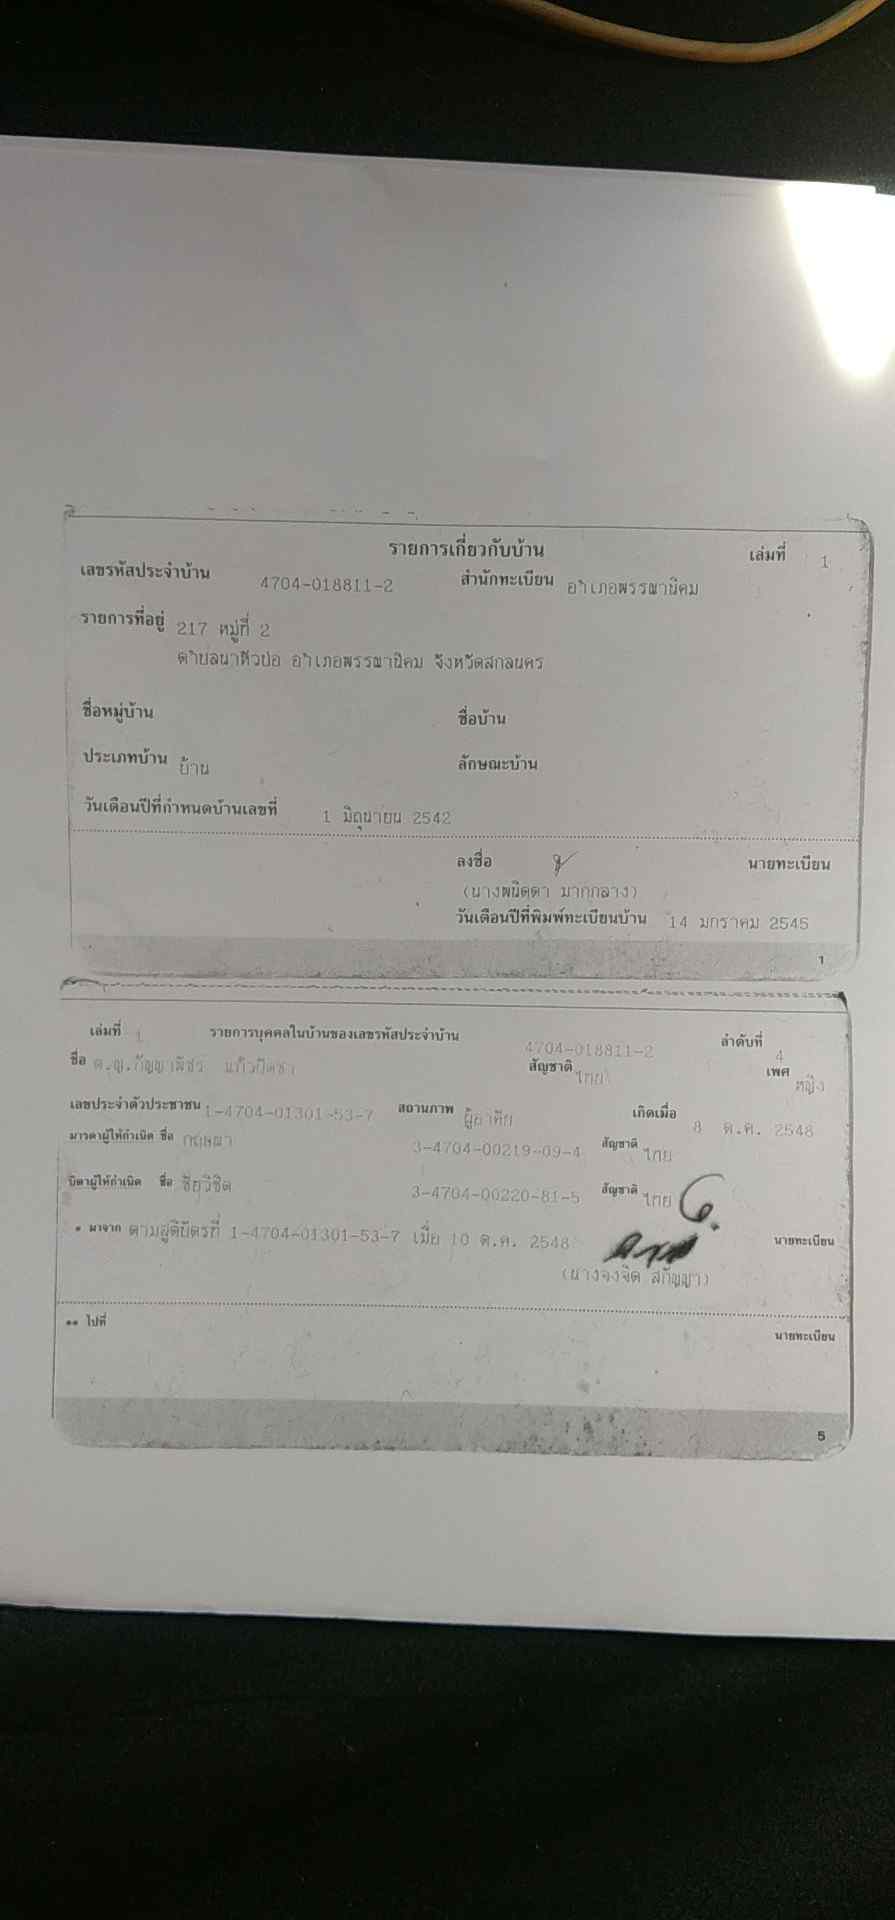 รายการเกี่ยวกับบ้าน เล่มที่ 1
เลขรหัสประจำบ้าน 4704-018811-2 สำนักทะเบียน อำเภอพรรณานิคม
รายการที่อยู่ 217 หมู่ที่ 2
ตำบลนาหัวบ่อ อำเภอพรรณานิคม จังหวัดสกลนคร
ชื่อหมู่บ้าน ชื่อบ้าน
ประเภทบ้าน บ้าน ลักษณะบ้าน
วันเดือนปีที่กำหนดบ้านเลขที่ 1 มิถุนายน 2542
ลงชื่อ นายทะเบียน
(นางพนิดดา มากกลาง)
วันเดือนปีที่พิมพ์ทะเบียนบ้าน 14 มกราคม 2545
1
เล่มที่ 1 รายการบุคคลในบ้านของเลขรหัสประจำบ้าน 4704-018811-2 ลำดับที่ 4
ชื่อ ด.ญ.กัญญาพัชร สัญชาติ ไทย เพศ หญิง
เลขประจำตัวประชาชน 1-4704-01301-53-7 สถานภาพ ผู้อาศัย เกิดเมื่อ 8 ต.ค. 2548
มารดาผู้ให้กำเนิด ชื่อ กฤษณา 3-4704-00219-09-4 สัญชาติ ไทย
บิดาผู้ให้กำเนิด ชื่อ ชัยวิชิต 3-4704-00220-81-5 สัญชาติ ไทย
* มาจาก ตามสูติบัตรที่ 1-4704-01301-53-7 เมื่อ 10 ต.ค. 2548 นายทะเบียน
(นางจงจิต สกัญญา)
** ไปที่ นายทะเบียน
5